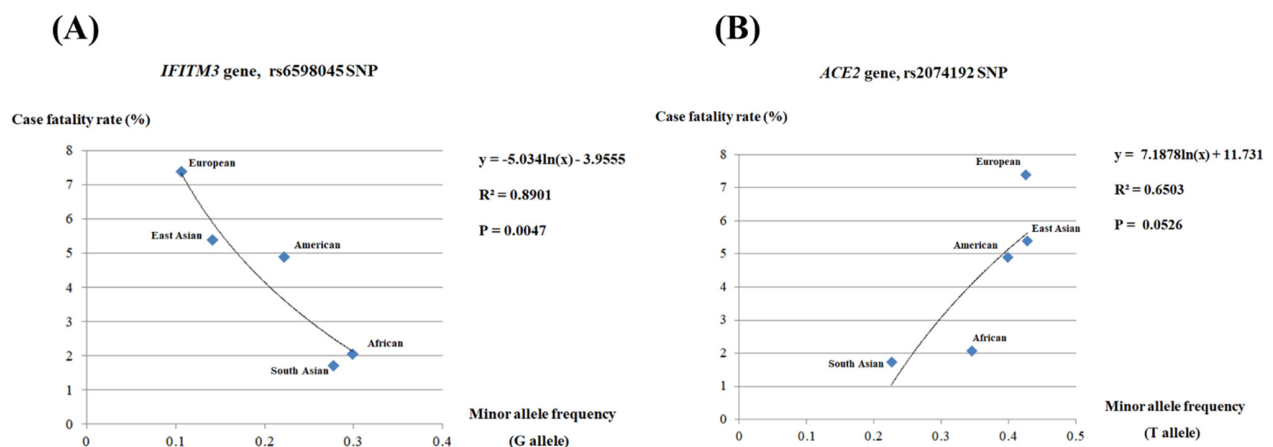 (A)
IFITM3 gene, rs6598045 SNP
Case fatality rate (%)
8
7
6
5
4
3
2
1
0
European
East Asian
American
African
South Asian
0
0.1
0.2
0.3
0.4
y = -5.034ln(x) - 3.9555
R² = 0.8901
P = 0.0047
Minor allele frequency
(G allele)
(B)
ACE2 gene, rs2074192 SNP
Case fatality rate (%)
8
7
6
5
4
3
2
1
0
European
East Asian
American
African
South Asian
0
0.1
0.2
0.3
0.4
0.5
y = 7.1878ln(x) + 11.731
R² = 0.6503
P = 0.0526
Minor allele frequency
(T allele)